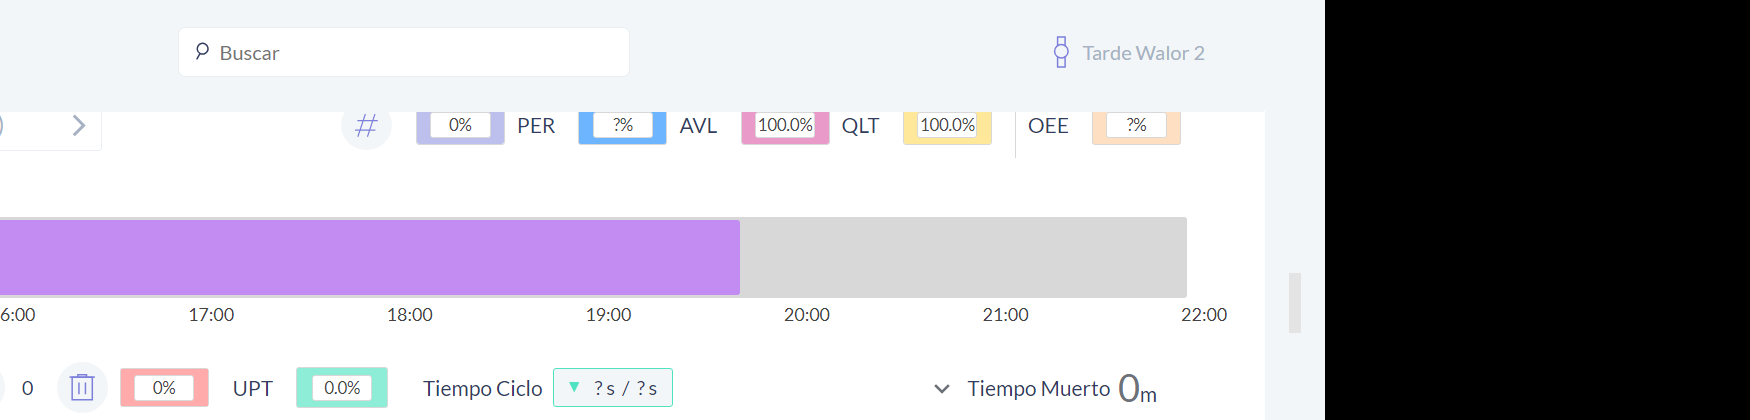 Buscar Tarde Walor 2
# 0% PER ?% AVL 100.0% QLT 100.0% OEE ?%
6:00 17:00 18:00 19:00 20:00 21:00 22:00
0 0% UPT 0.0% Tiempo Ciclo ?s / ?s Tiempo Muerto 0m